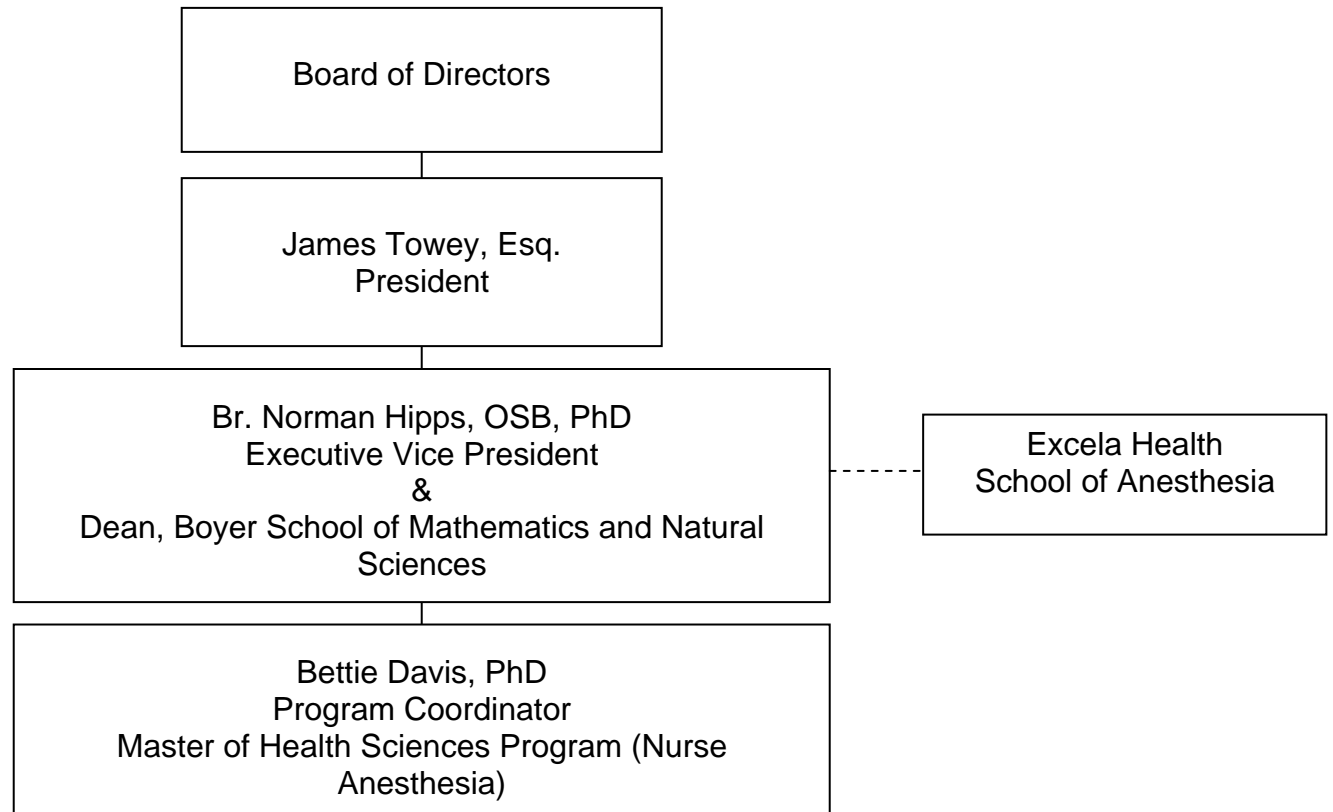 Board of Directors
James Towey, Esq.
President
Br. Norman Hipps, OSB, PhD
Executive Vice President
&
Dean, Boyer School of Mathematics and Natural
Sciences
Excela Health
School of Anesthesia
Bettie Davis, PhD
Program Coordinator
Master of Health Sciences Program (Nurse
Anesthesia)